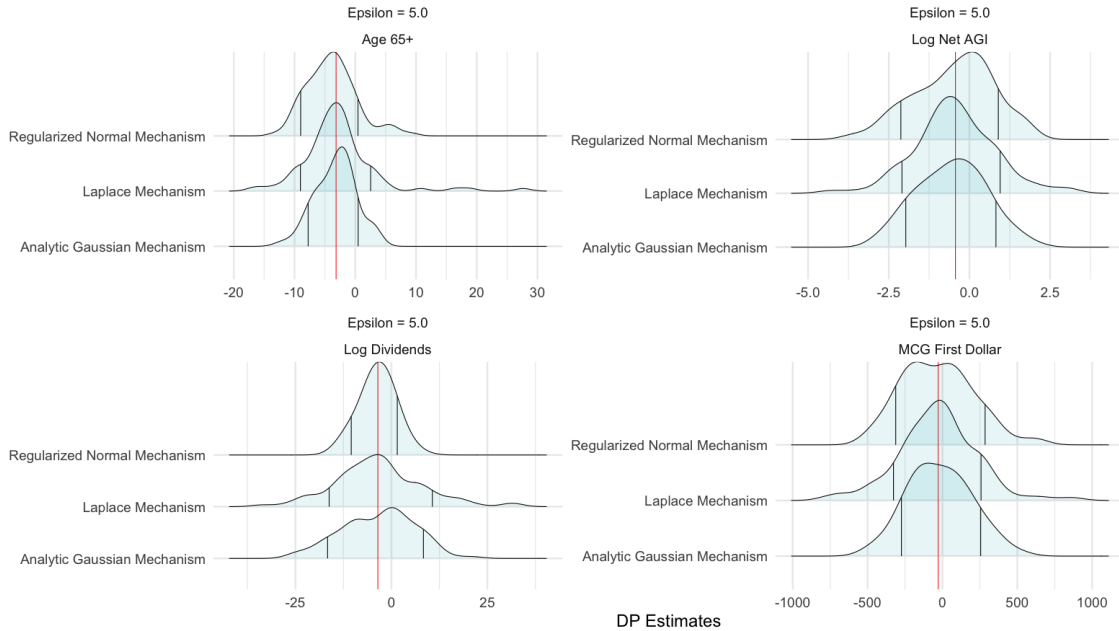 Epsilon = 5.0
Age 65+
Regularized Normal Mechanism
Laplace Mechanism
Analytic Gaussian Mechanism
-20 -10 0 10 20 30
Epsilon = 5.0
Log Net AGI
Regularized Normal Mechanism
Laplace Mechanism
Analytic Gaussian Mechanism
-5.0 -2.5 0.0 2.5
Epsilon = 5.0
Log Dividends
Regularized Normal Mechanism
Laplace Mechanism
Analytic Gaussian Mechanism
-25 0 25
Epsilon = 5.0
MCG First Dollar
Regularized Normal Mechanism
Laplace Mechanism
Analytic Gaussian Mechanism
-1000 -500 0 500 1000
DP Estimates